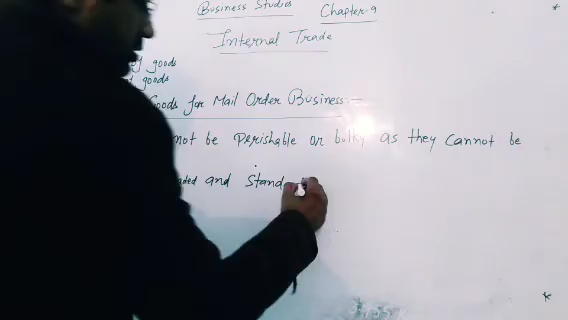 Business Studies Chapter-9
Internal Trade
of goods
goods
Goods for Mail Order Business:-
not be perishable or bulky as they cannot be
and Stand